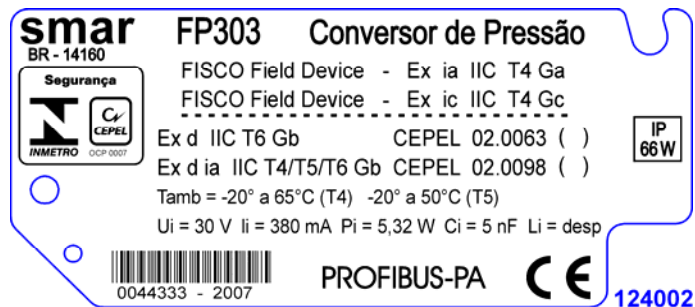 smar
BR - 14160
FP303 Conversor de Pressão
FISCO Field Device - Ex ia IIC T4 Ga
FISCO Field Device - Ex ic IIC T4 Gc
Segurança
INMETRO
CEPEL
OCP 0007
Ex d IIC T6 Gb CEPEL 02.0063 ( )
Ex d ia IIC T4/T5/T6 Gb CEPEL 02.0098 ( )
IP
66W
Tamb = -20° a 65°C (T4) -20° a 50°C (T5)
Ui = 30 V Ii = 380 mA Pi = 5,32 W Ci = 5 nF Li = desp
0044333 - 2007
PROFIBUS-PA
CE
124002